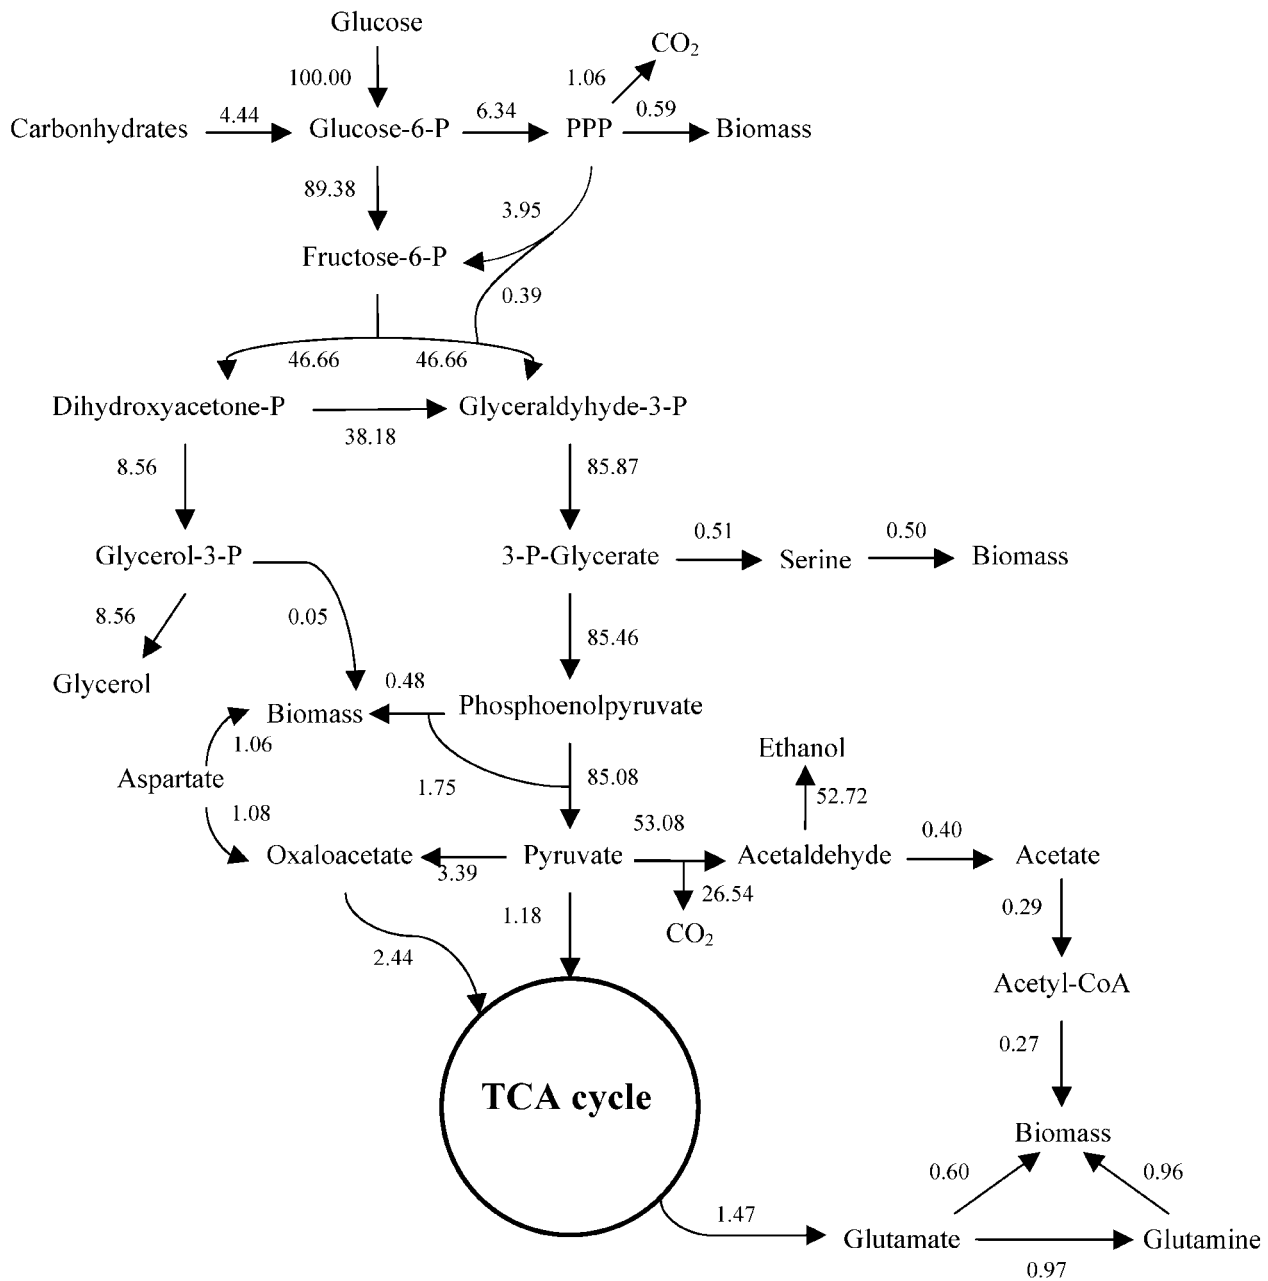 Glucose
CO2
100.00
1.06
4.44
6.34
0.59
Carbonhydrates
Glucose-6-P
PPP
Biomass
89.38
3.95
Fructose-6-P
0.39
46.66
46.66
Dihydroxyacetone-P
Glyceraldyhyde-3-P
38.18
8.56
85.87
0.51
0.50
Glycerol-3-P
3-P-Glycerate
Serine
Biomass
8.56
0.05
85.46
Glycerol
0.48
Phosphoenolpyruvate
Biomass
1.06
Ethanol
Aspartate
1.75
85.08
52.72
1.08
53.08
0.40
Oxaloacetate
3.39
Pyruvate
Acetaldehyde
Acetate
26.54
1.18
0.29
CO2
2.44
Acetyl-CoA
0.27
TCA cycle
Biomass
0.60
0.96
1.47
Glutamate
Glutamine
0.97